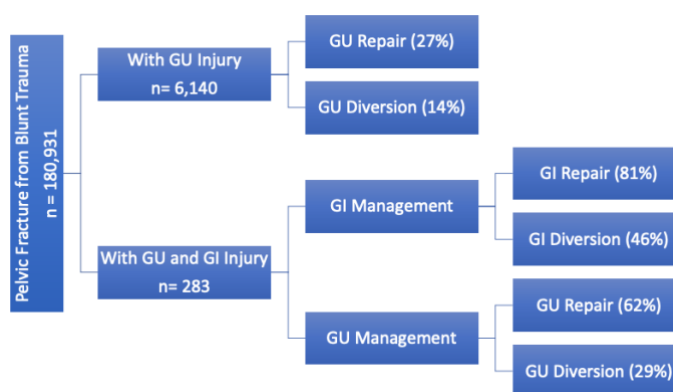 Pelvic Fracture from Blunt Trauma
n = 180,931
With GU Injury
n= 6,140
GU Repair (27%)
GU Diversion (14%)
With GU and GI Injury
n= 283
GI Management
GI Repair (81%)
GI Diversion (46%)
GU Management
GU Repair (62%)
GU Diversion (29%)